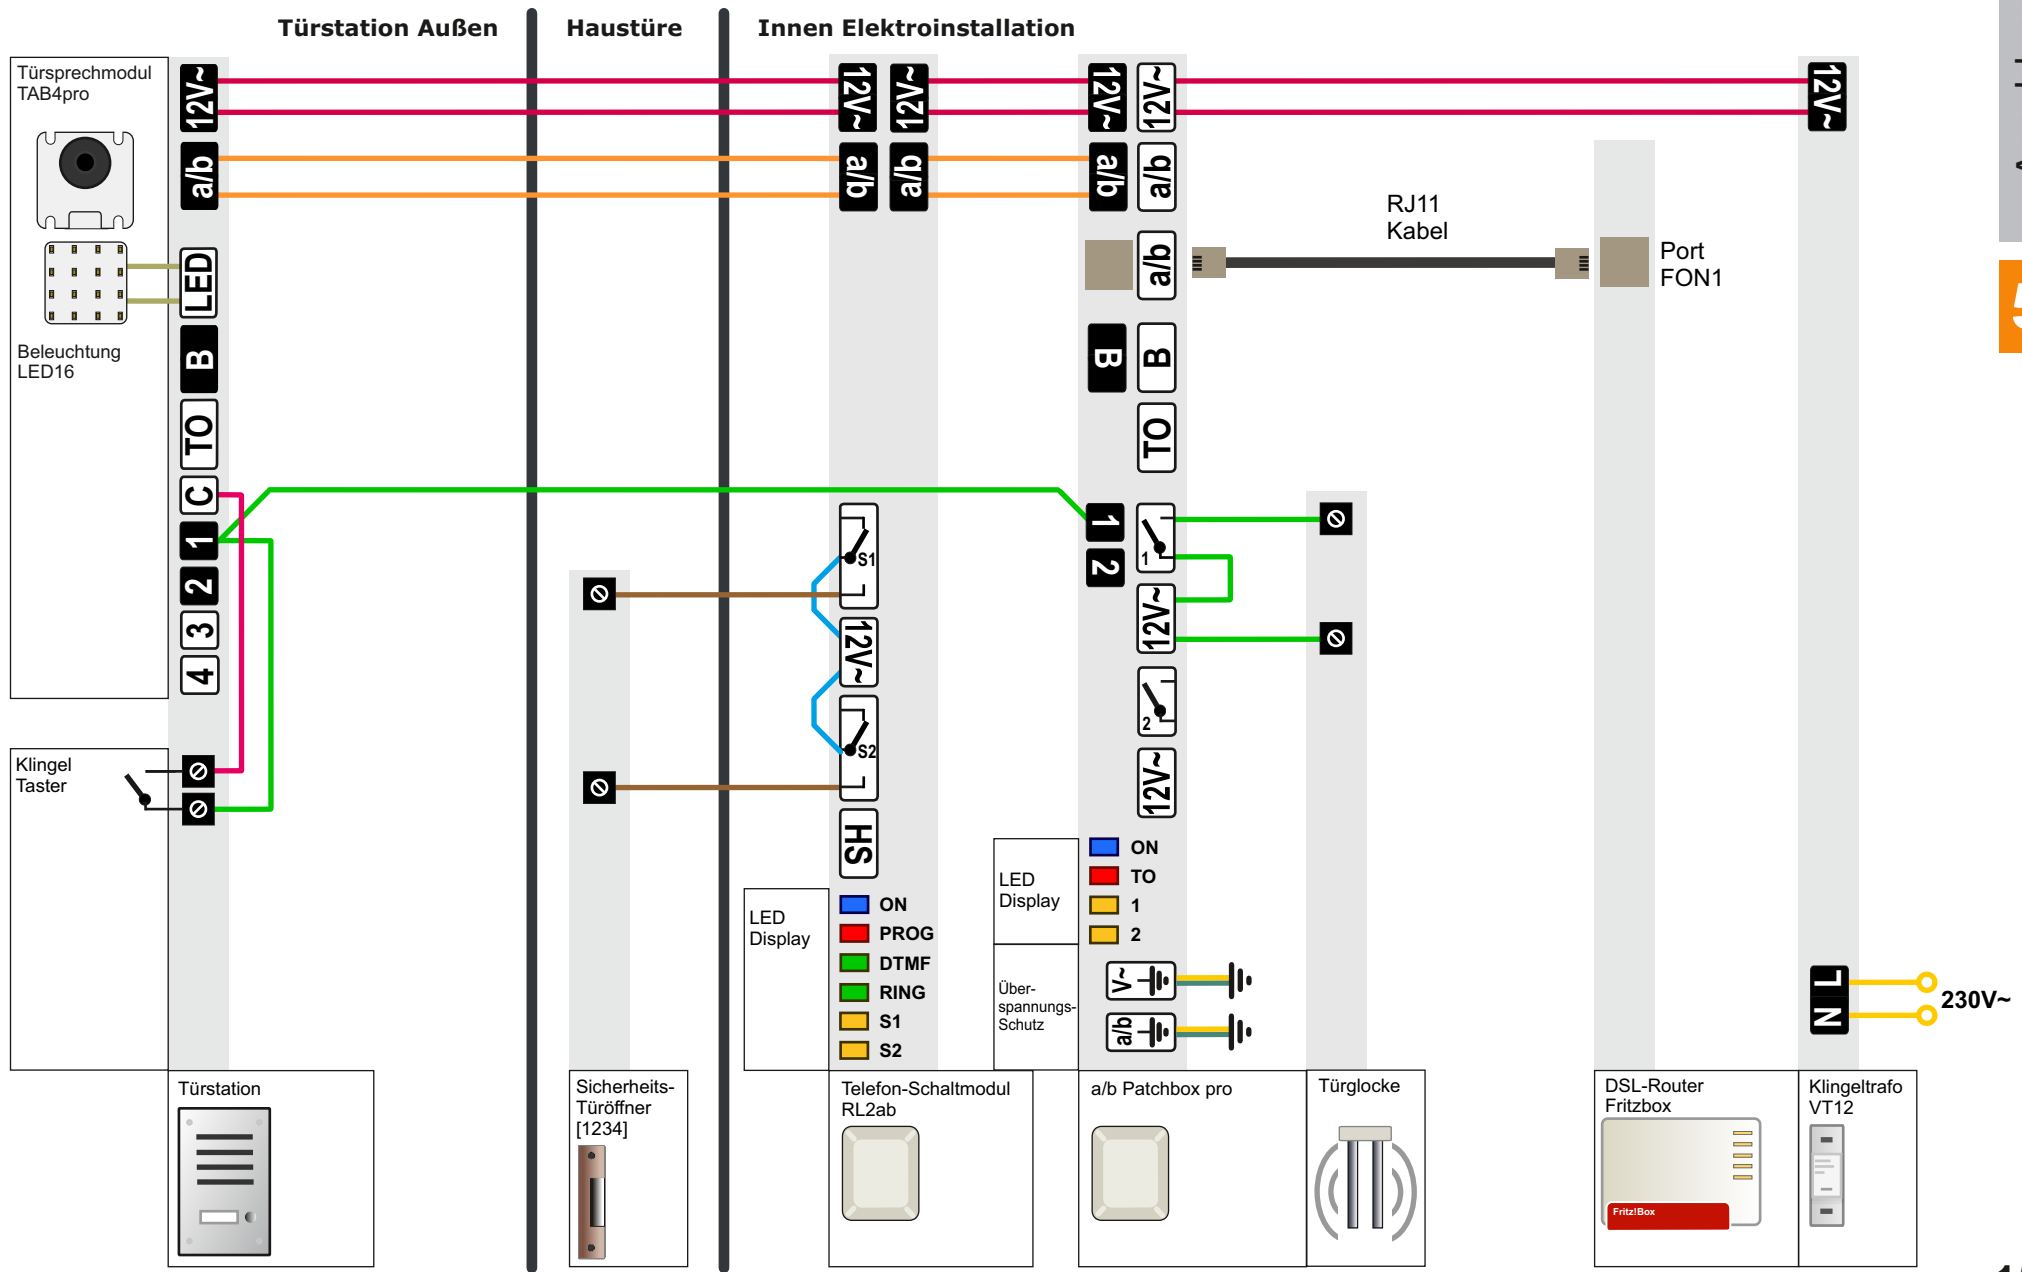 Türstation Außen
Haustüre
Innen Elektroinstallation
Türsprechmodul
TAB4pro
Beleuchtung
LED16
12V~
a/b
LED
B
TO
C
1
2
3
4
Klingel
Taster
12V~
12V~
a/b
a/b
S1
12V~
S2
HS
LED
Display
ON
PROG
DTMF
RING
S1
S2
12V~
12V~
a/b
a/b
a/b
B
B
TO
1
2
1
12V~
2
12V~
LED
Display
ON
TO
1
2
Über-
spannungs-
Schutz
V~
a/b
RJ11
Kabel
Port
FON1
12V~
L
N
230V~
Türstation
Sicherheits-
Türöffner
[1234]
Telefon-Schaltmodul
RL2ab
a/b Patchbox pro
Türglocke
DSL-Router
Fritzbox
Fritz!Box
Klingeltrafo
VT12